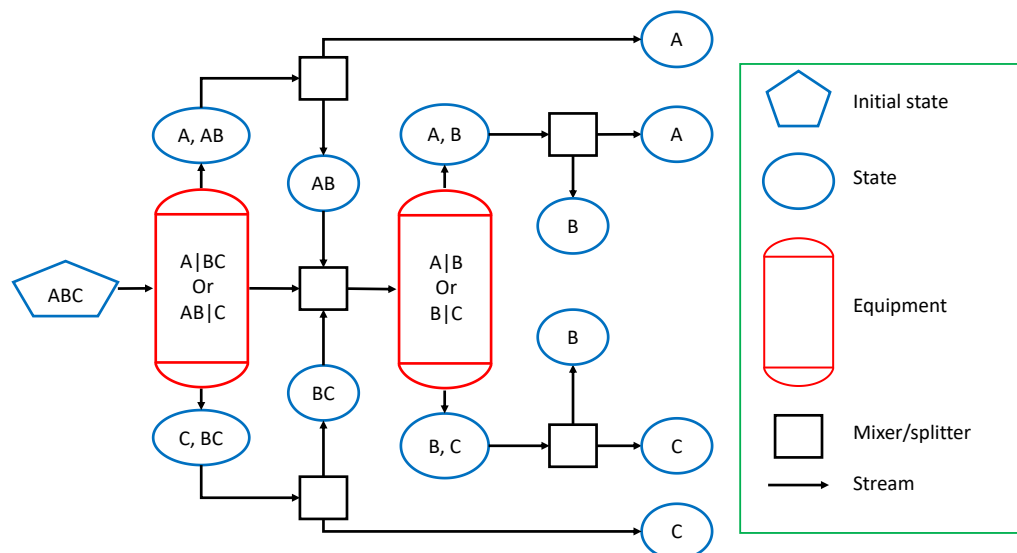 A
A, AB
A, B
A
AB
B
ABC
A|BC
Or
AB|C
A|B
Or
B|C
B
BC
C, BC
B, C
C
C
Initial state
State
Equipment
Mixer/splitter
Stream